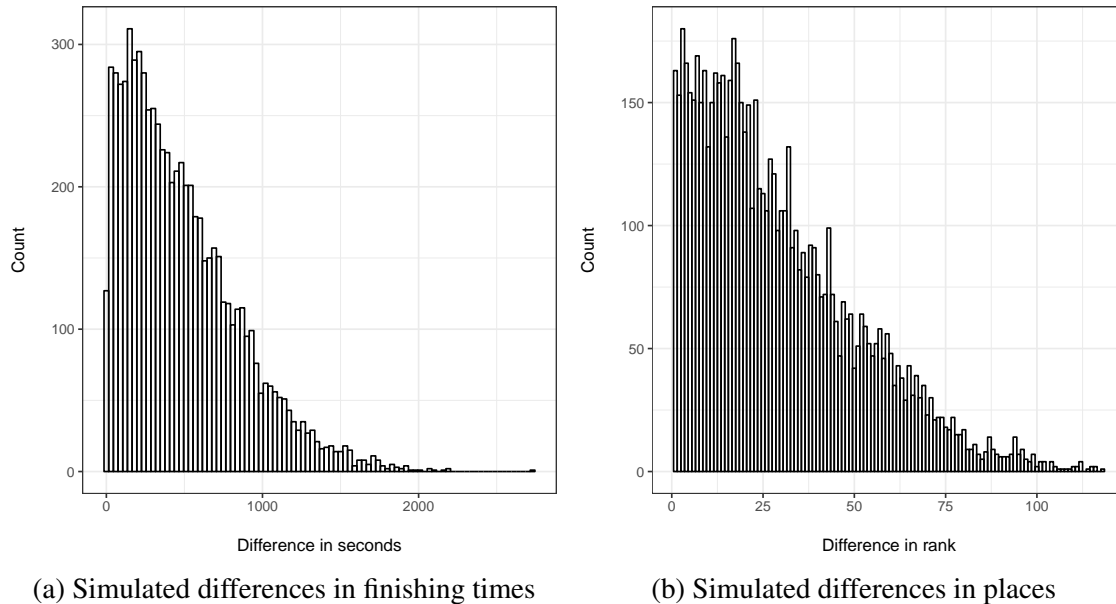 300
200
100
0
Count
0 1000 2000
Difference in seconds
(a) Simulated differences in finishing times
150
100
50
0
Count
0 25 50 75 100
Difference in rank
(b) Simulated differences in places